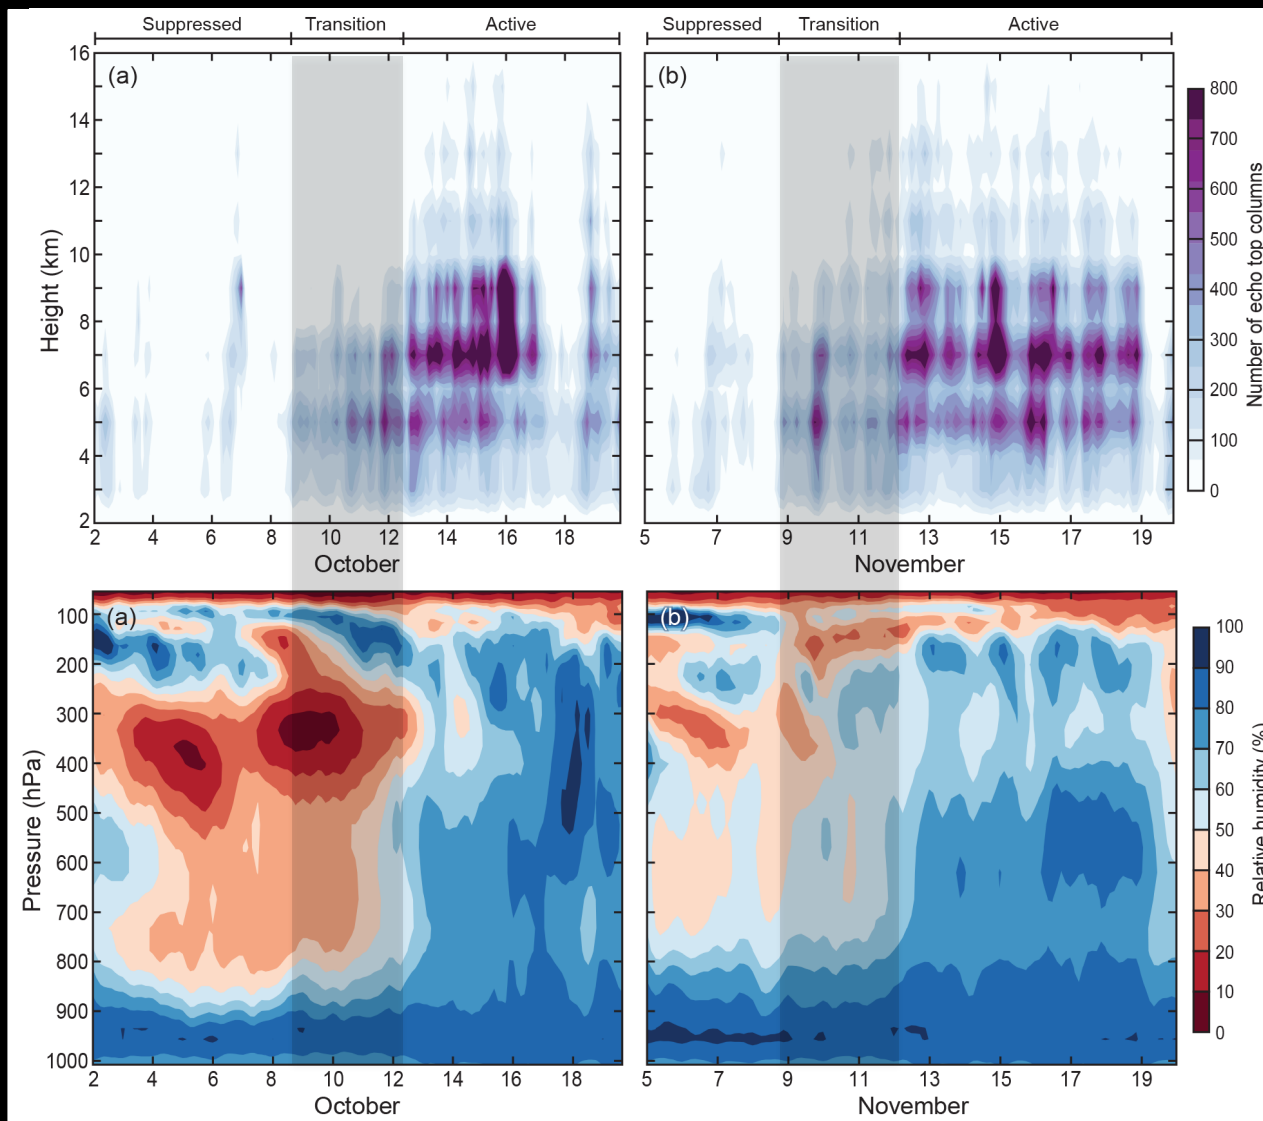 Suppressed Transition Active
Suppressed Transition Active
(a)
16
14
12
10
8
6
4
2
Height (km)
2 4 6 8 10 12 14 16 18
October
(b)
5 7 9 11 13 15 17 19
November
800
700
600
500
400
300
200
100
0
Number of echo top columns
(a)
100
200
300
400
500
600
700
800
900
1000
Pressure (hPa)
2 4 6 8 10 12 14 16 18
October
(b)
5 7 9 11 13 15 17 19
November
100
90
80
70
60
50
40
30
20
10
0
Relative humidity (%)